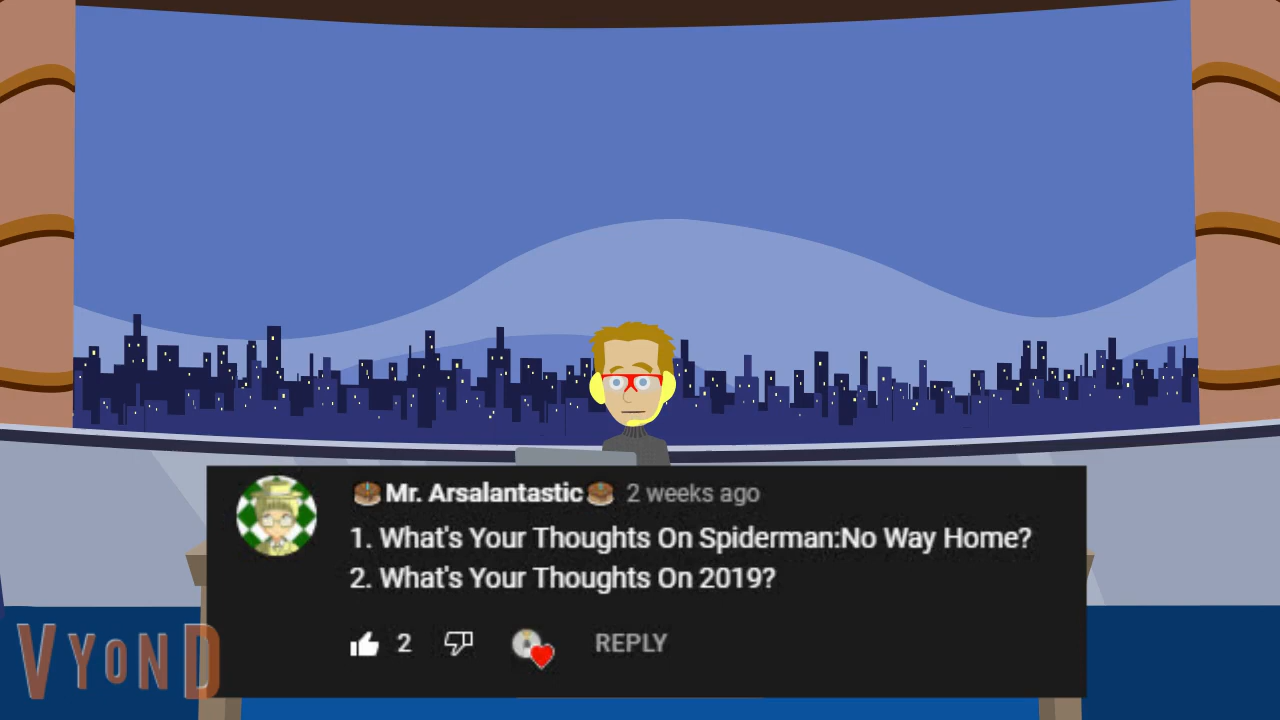 Mr. Arsalantastic 2 weeks ago
1. What's Your Thoughts On Spiderman:No Way Home?
2. What's Your Thoughts On 2019?
2 REPLY
VYOND